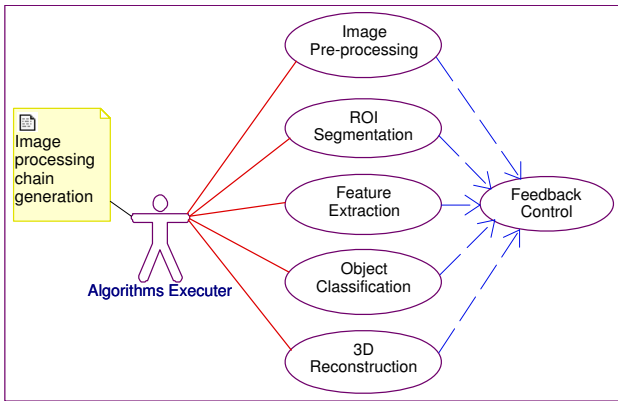 Image
Pre-processing
ROI
Segmentation
Image
processing
chain
generation
Feature
Extraction
Feedback
Control
Algorithms Executer
Object
Classification
3D
Reconstruction